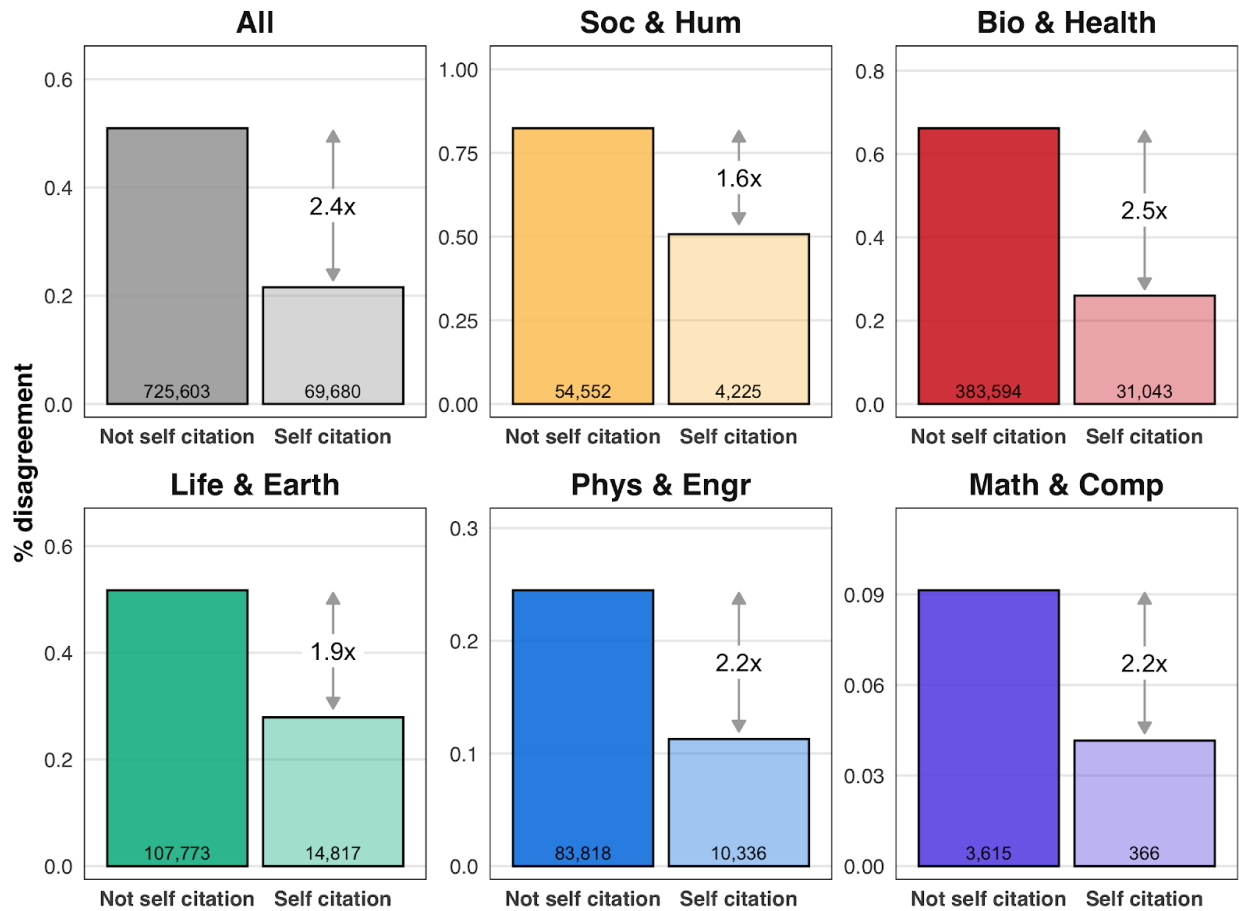 All
Soc & Hum
Bio & Health
% disagreement
0.6
0.4
0.2
0.0
2.4x
725,603
69,680
Not self citation
Self citation
1.00
0.75
0.50
0.25
0.00
1.6x
54,552
4,225
Not self citation
Self citation
0.8
0.6
0.4
0.2
0.0
2.5x
383,594
31,043
Not self citation
Self citation
Life & Earth
Phys & Engr
Math & Comp
0.6
0.4
0.2
0.0
1.9x
107,773
14,817
Not self citation
Self citation
0.3
0.2
0.1
0.0
2.2x
83,818
10,336
Not self citation
Self citation
0.09
0.06
0.03
0.00
2.2x
3,615
366
Not self citation
Self citation